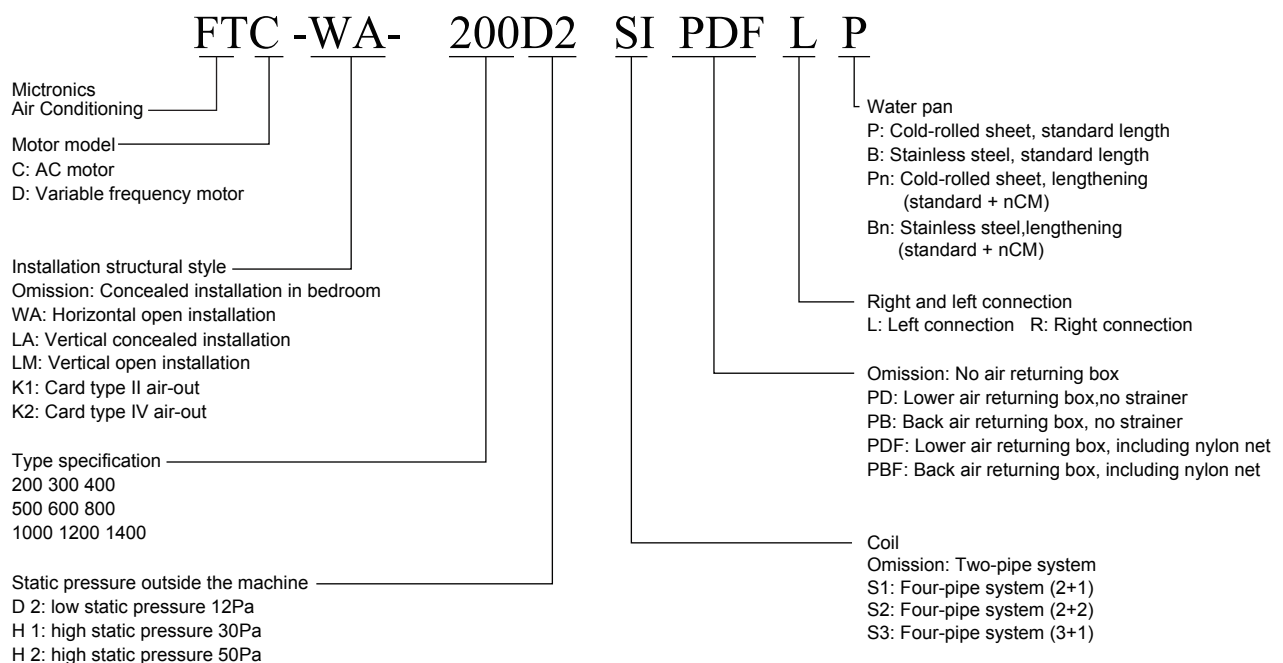 FTC -WA- 200D2 SI PDF L P
Mictronics
Air Conditioning
Motor model
C: AC motor
D: Variable frequency motor
Installation structural style
Omission: Concealed installation in bedroom
WA: Horizontal open installation
LA: Vertical concealed installation
LM: Vertical open installation
K1: Card type II air-out
K2: Card type IV air-out
Type specification
200 300 400
500 600 800
1000 1200 1400
Static pressure outside the machine
D 2: low static pressure 12Pa
H 1: high static pressure 30Pa
H 2: high static pressure 50Pa
Water pan
P: Cold-rolled sheet, standard length
B: Stainless steel, standard length
Pn: Cold-rolled sheet, lengthening
(standard + nCM)
Bn: Stainless steel,lengthening
(standard + nCM)
Right and left connection
L: Left connection R: Right connection
Omission: No air returning box
PD: Lower air returning box,no strainer
PB: Back air returning box, no strainer
PDF: Lower air returning box, including nylon net
PBF: Back air returning box, including nylon net
Coil
Omission: Two-pipe system
S1: Four-pipe system (2+1)
S2: Four-pipe system (2+2)
S3: Four-pipe system (3+1)